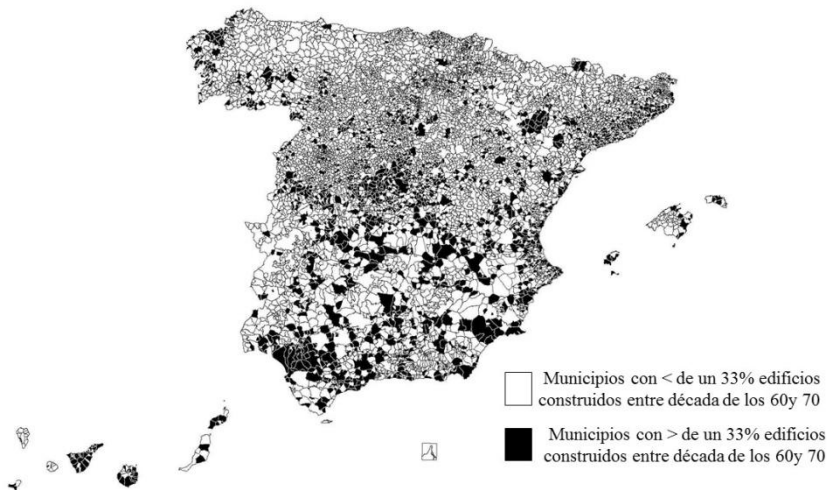 Municipios con < de un 33% edificios
construidos entre década de los 60y 70
Municipios con > de un 33% edificios
construidos entre década de los 60y 70